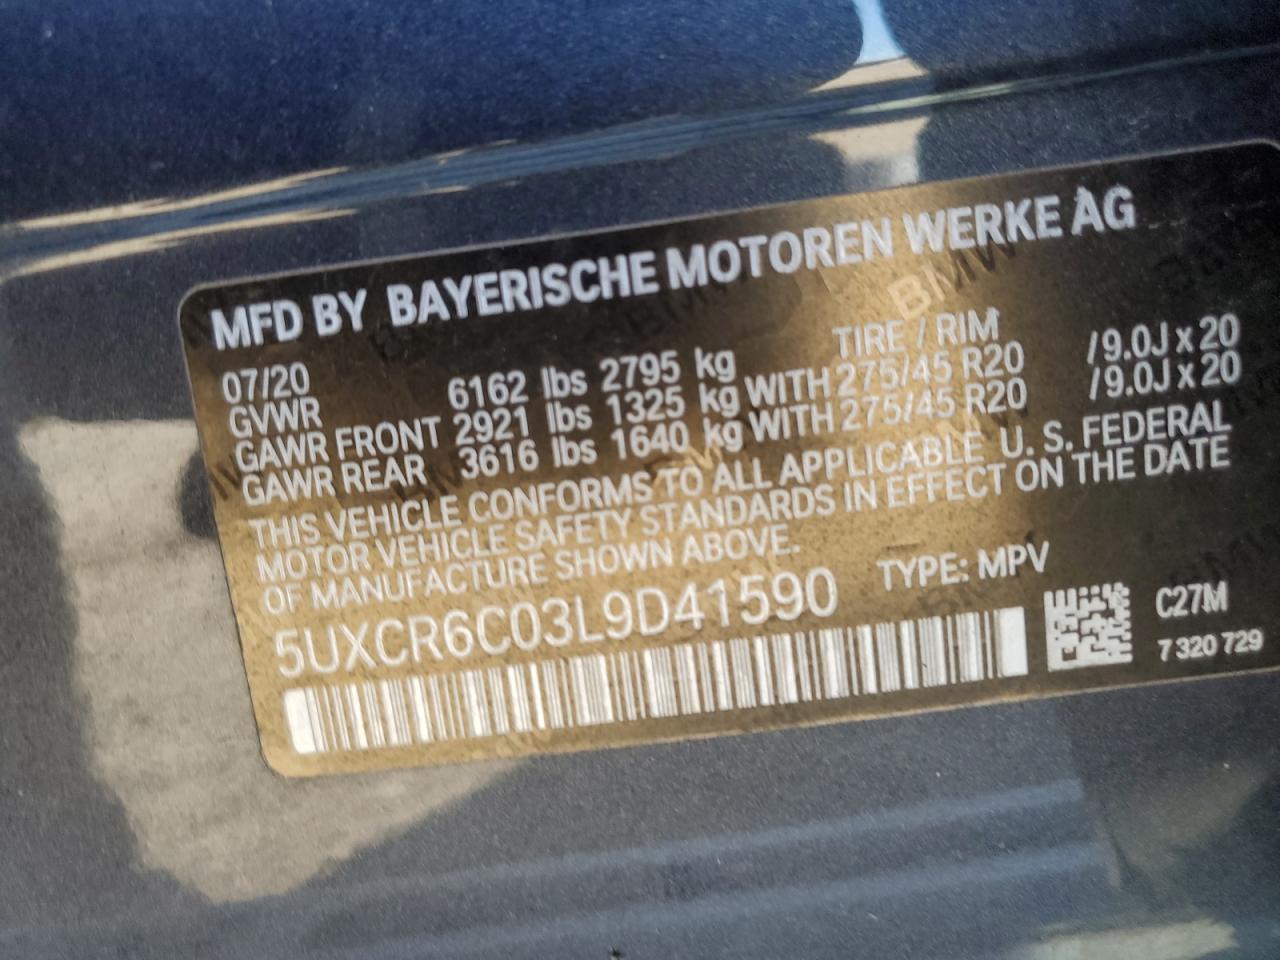 MFD BY BAYERISCHE MOTOREN WERKE AG
07/20 TIRE / RIM
GVWR 6162 lbs 2795 kg
GAWR FRONT 2921 lbs 1325 kg WITH 275/45 R20 /9.0J x 20
GAWR REAR 3616 lbs 1640 kg WITH 275/45 R20 /9.0J x 20
THIS VEHICLE CONFORMS TO ALL APPLICABLE U. S. FEDERAL
MOTOR VEHICLE SAFETY STANDARDS IN EFFECT ON THE DATE
OF MANUFACTURE SHOWN ABOVE.
5UXCR6C03L9D41590 TYPE: MPV
C27M
7 320 729
BMW